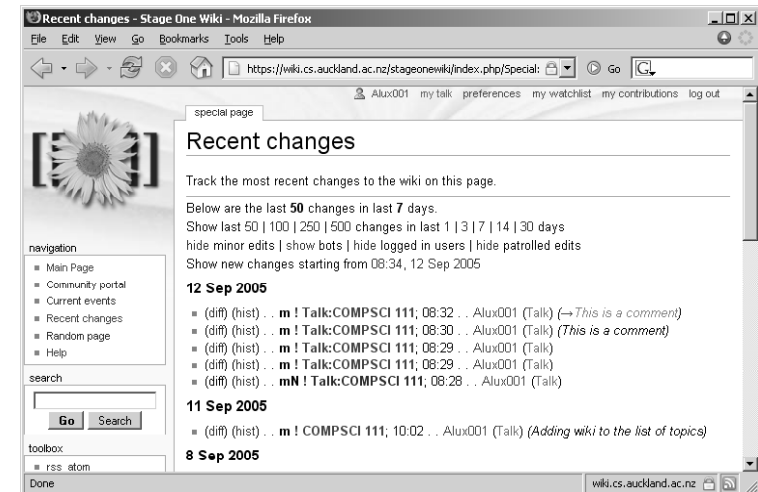 Recent changes - Stage One Wiki - Mozilla Firefox
File Edit View Go Bookmarks Tools Help
https://wiki.cs.auckland.ac.nz/stageonewiki/index.php/Special: Go G
Alux001 my talk preferences my watchlist my contributions log out
special page
Recent changes
Track the most recent changes to the wiki on this page.
Below are the last 50 changes in last 7 days.
Show last 50 | 100 | 250 | 500 changes in last 1 | 3 | 7 | 14 | 30 days
hide minor edits | show bots | hide logged in users | hide patrolled edits
Show new changes starting from 08:34, 12 Sep 2005
12 Sep 2005
(diff) (hist) . . m ! Talk:COMPSCI 111; 08:32 . . Alux001 (Talk) (→This is a comment)
(diff) (hist) . . m ! Talk:COMPSCI 111; 08:30 . . Alux001 (Talk) (This is a comment)
(diff) (hist) . . m ! Talk:COMPSCI 111; 08:29 . . Alux001 (Talk)
(diff) (hist) . . m ! Talk:COMPSCI 111; 08:29 . . Alux001 (Talk)
(diff) (hist) . . mN ! Talk:COMPSCI 111; 08:28 . . Alux001 (Talk)
11 Sep 2005
(diff) (hist) . . m ! COMPSCI 111; 10:02 . . Alux001 (Talk) (Adding wiki to the list of topics)
8 Sep 2005
navigation
Main Page
Community portal
Current events
Recent changes
Random page
Help
search
Go Search
toolbox
rss atom
Done wiki.cs.auckland.ac.nz